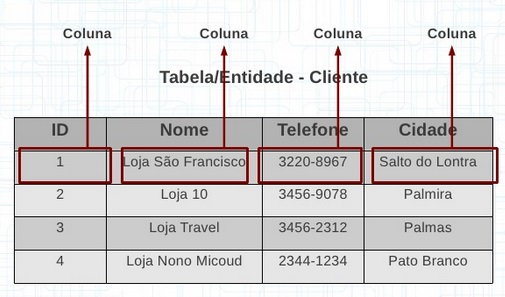 Coluna Coluna Coluna Coluna
Tabela/Entidade - Cliente
ID Nome Telefone Cidade
1 Loja São Francisco 3220-8967 Salto do Lontra
2 Loja 10 3456-9078 Palmira
3 Loja Travel 3456-2312 Palmas
4 Loja Nono Micoud 2344-1234 Pato Branco